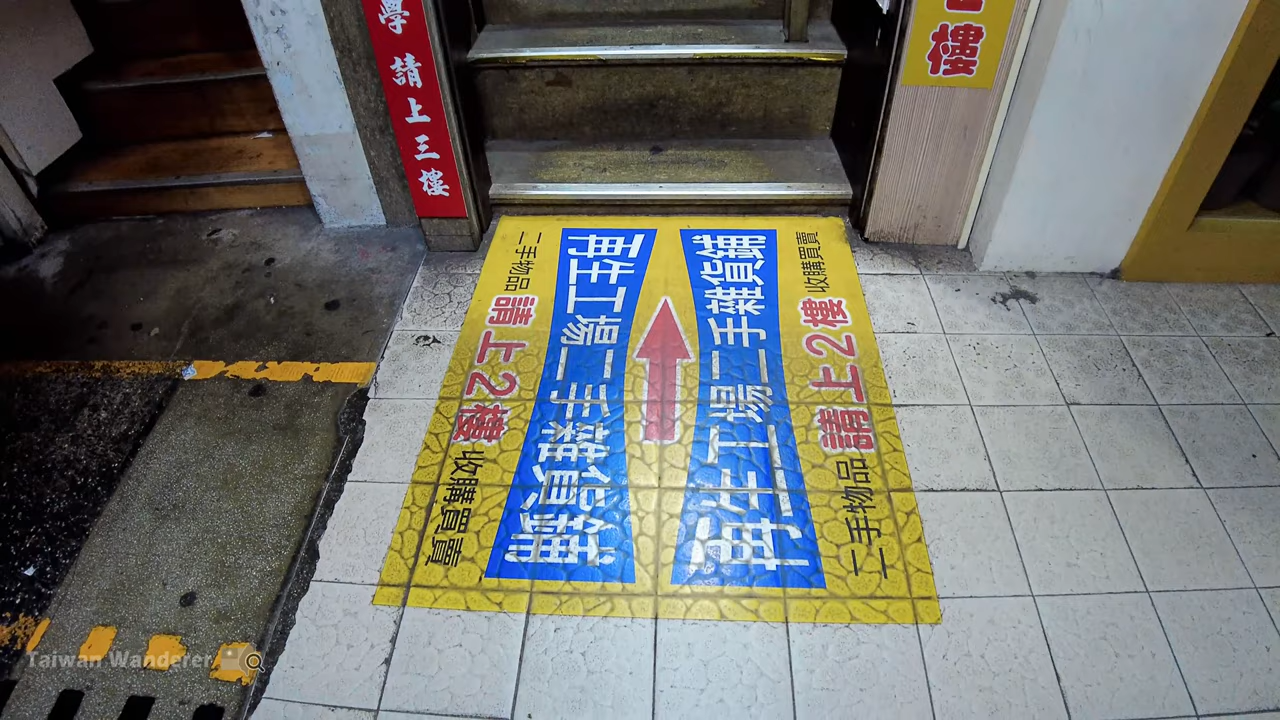 學請上三樓
樓
二手物品 請上2樓 收購買賣
再生工場二手雜貨舖
再生工場二手雜貨舖
二手物品 請上2樓 收購買賣
Taiwan Wanderer